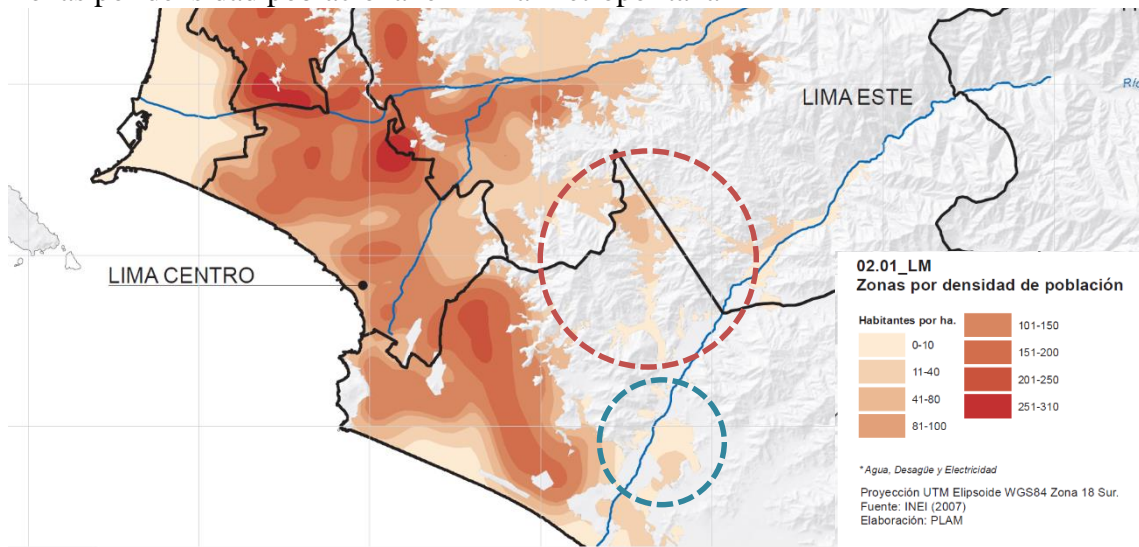 LIMA ESTE
Río
LIMA CENTRO
02.01_LM
Zonas por densidad de población
Habitantes por ha.
0-10
11-40
41-80
81-100
101-150
151-200
201-250
251-310
* Agua, Desagüe y Electricidad
Proyección UTM Elipsoide WGS84 Zona 18 Sur.
Fuente: INEI (2007)
Elaboración: PLAM